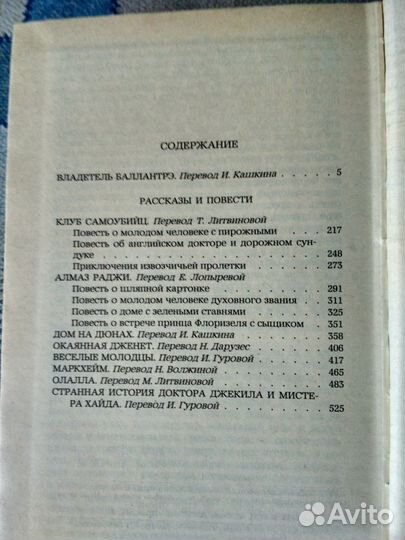 СОДЕРЖАНИЕ
ВЛАДЕТЕЛЬ БАЛЛАНТРЭ. Перевод И. Кашкина . . . . . 5
РАССКАЗЫ И ПОВЕСТИ
КЛУБ САМОУБИЙЦ. Перевод Т. Литвиновой
Повесть о молодом человеке с пирожными . . . . 217
Повесть об английском докторе и дорожном сун-
дуке . . . . . . . . . . . . 248
Приключения извозчичьей пролетки . . . . . 273
АЛМАЗ РАДЖИ. Перевод Е. Лопыревой
Повесть о шляпной картонке . . . . . . 291
Повесть о молодом человеке духовного звания . . . 311
Повесть о доме с зелеными ставнями . . . . . 325
Повесть о встрече принца Флоризеля с сыщиком . . 351
ДОМ НА ДЮНАХ. Перевод И. Кашкина . . . . . . 358
ОКАЯННАЯ ДЖЕНЕТ. Перевод Н. Дарузес . . . . . 406
ВЕСЕЛЫЕ МОЛОДЦЫ. Перевод И. Гуровой . . . . . 417
МАРКХЕЙМ. Перевод Н. Волжиной . . . . . . . 465
ОЛАЛЛА. Перевод М. Литвиновой . . . . . . . 483
СТРАННАЯ ИСТОРИЯ ДОКТОРА ДЖЕКИЛА И МИСТЕ-
РА ХАЙДА. Перевод И. Гуровой . . . . . . . 525
Avito